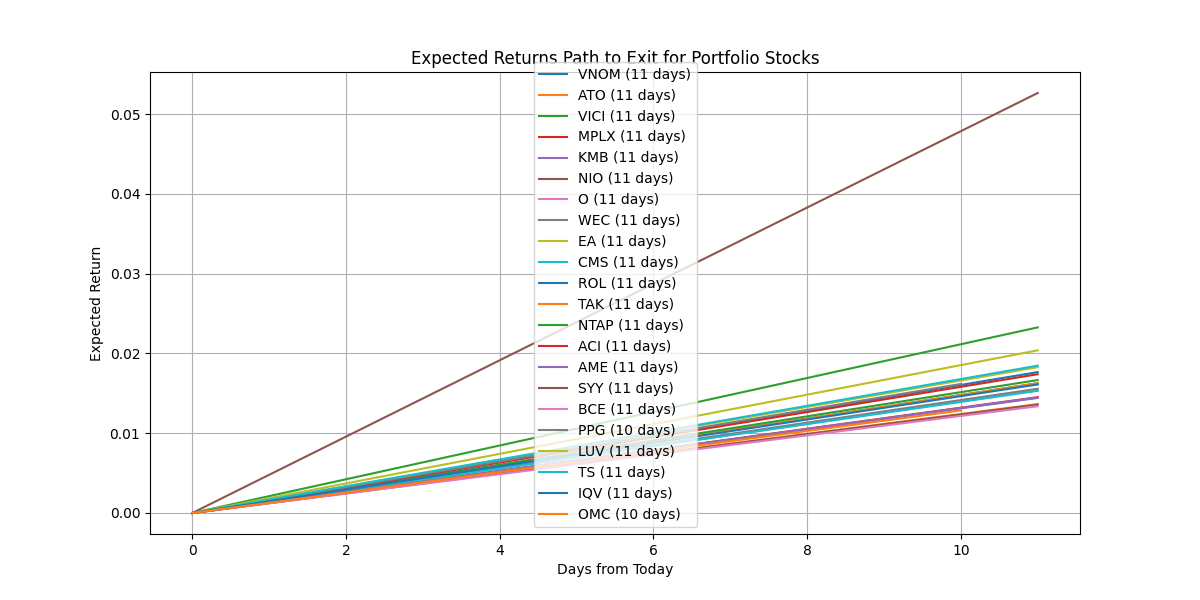 Expected Returns Path to Exit for Portfolio Stocks
VNOM (11 days)
ATO (11 days)
VICI (11 days)
MPLX (11 days)
KMB (11 days)
NIO (11 days)
O (11 days)
WEC (11 days)
EA (11 days)
CMS (11 days)
ROL (11 days)
TAK (11 days)
NTAP (11 days)
ACI (11 days)
AME (11 days)
SYY (11 days)
BCE (11 days)
PPG (10 days)
LUV (11 days)
TS (11 days)
IQV (11 days)
OMC (10 days)
Expected Return
0.05
0.04
0.03
0.02
0.01
0.00
0 2 4 6 8 10
Days from Today